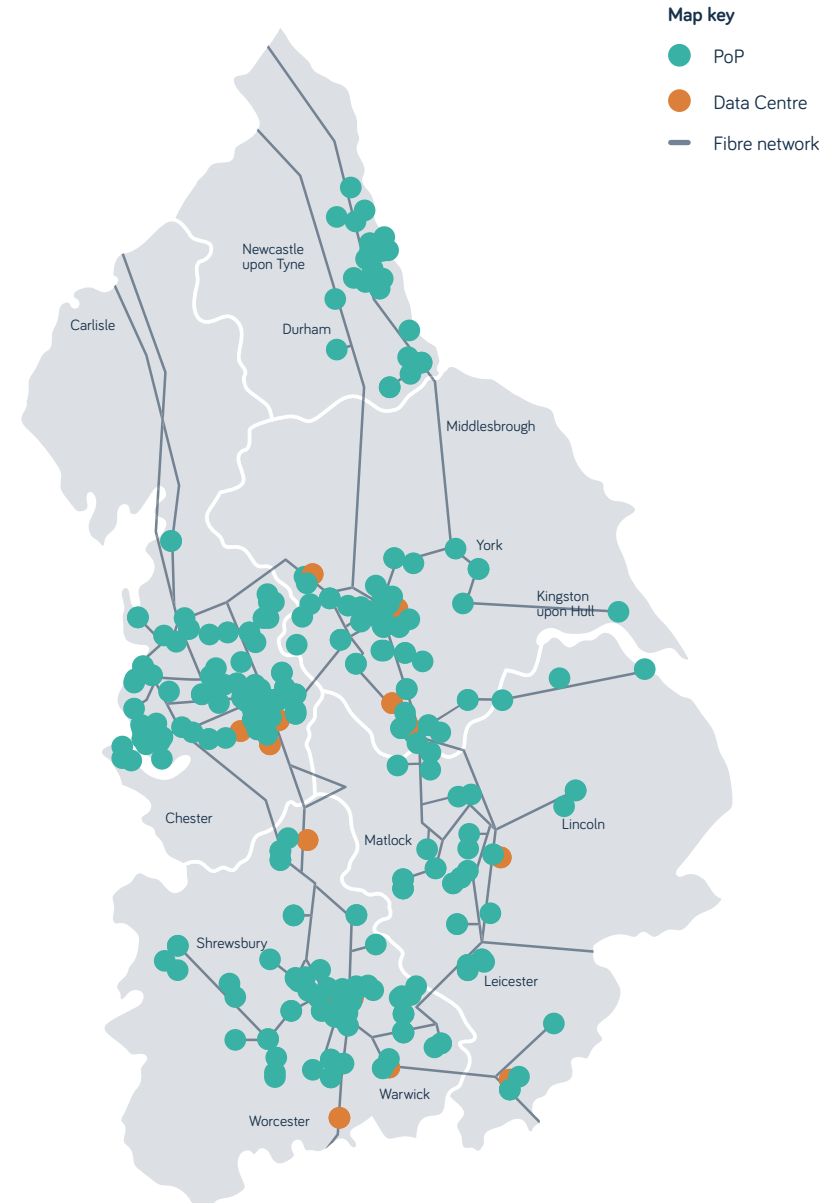 Map key
PoP
Data Centre
Fibre network
Newcastle
upon Tyne
Carlisle
Durham
Middlesbrough
York
Kingston
upon Hull
Chester
Matlock
Lincoln
Shrewsbury
Leicester
Warwick
Worcester